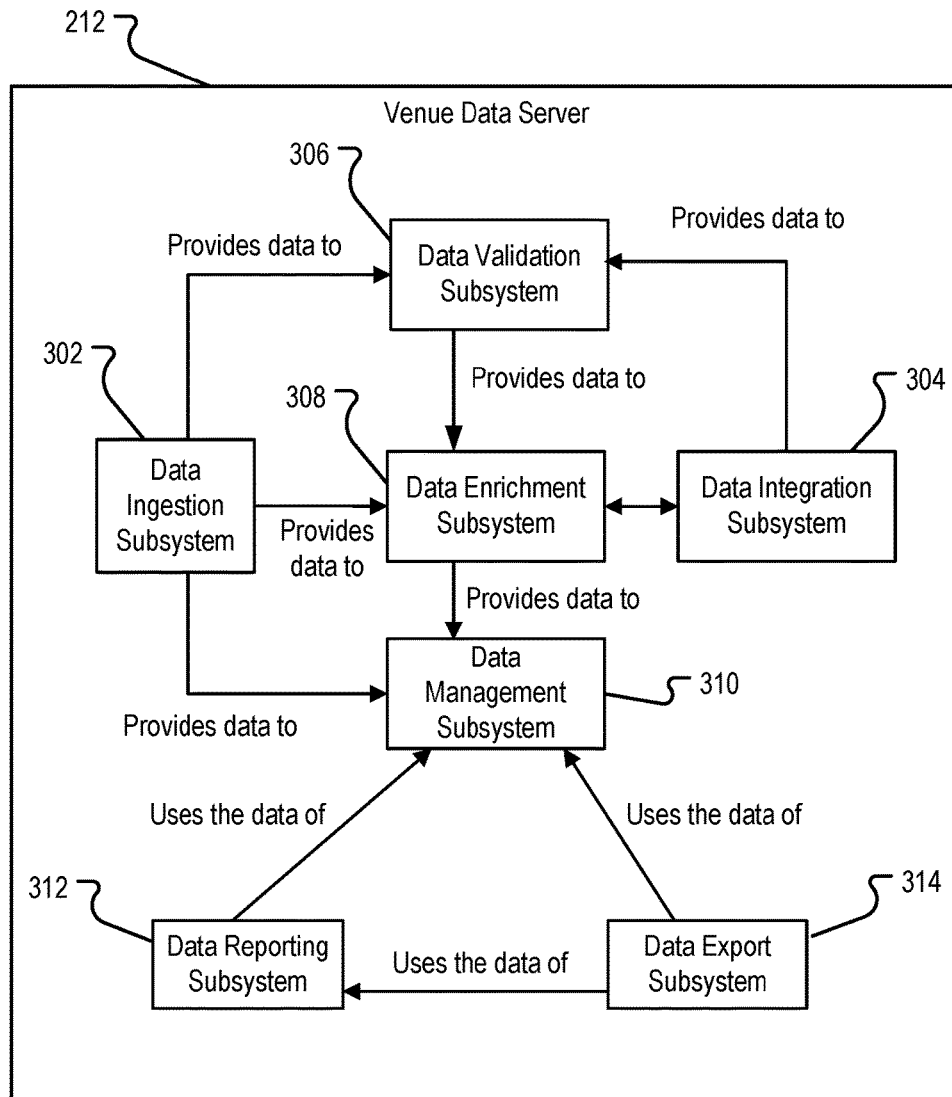 212
Venue Data Server
306
Provides data to
Provides data to
Data Validation
Subsystem
302
Provides data to
304
308
Data
Ingestion
Subsystem
Data Enrichment
Subsystem
Data Integration
Subsystem
Provides
data to
Provides data to
Data
Management
Subsystem
310
Provides data to
Uses the data of
Uses the data of
312
314
Data Reporting
Subsystem
Uses the data of
Data Export
Subsystem